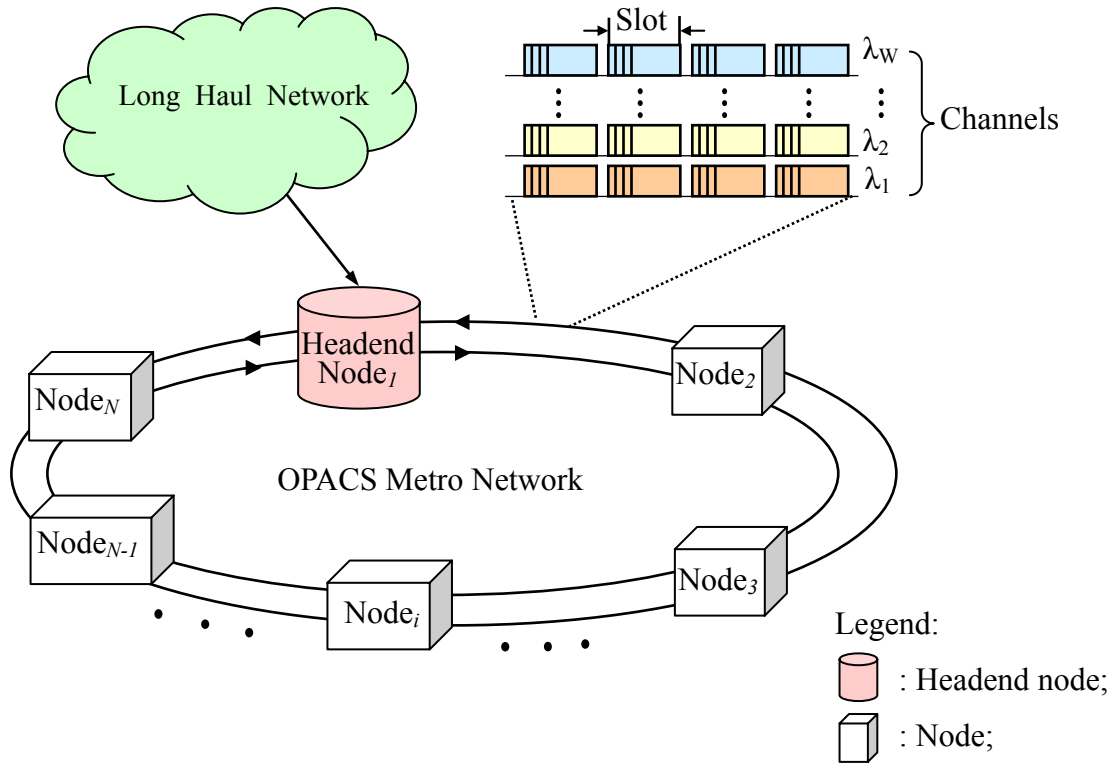 Slot
λW
Long Haul Network
Channels
λ2
λ1
Headend
Node1
Node2
NodeN
OPACS Metro Network
NodeN-1
Node3
Nodei
Legend:
: Headend node;
: Node;